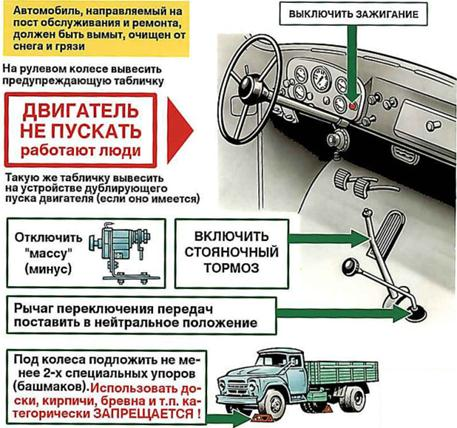 Автомобиль, направляемый на
пост обслуживания и ремонта,
должен быть вымыт, очищен от
снега и грязи
ВЫКЛЮЧИТЬ ЗАЖИГАНИЕ
На рулевом колесе вывесить
предупреждающую табличку
ДВИГАТЕЛЬ
НЕ ПУСКАТЬ
работают люди
Такую же табличку вывесить
на устройстве дублирующего
пуска двигателя (если оно имеется)
Отключить
"массу"
(минус)
ВКЛЮЧИТЬ
СТОЯНОЧНЫЙ
ТОРМОЗ
Рычаг переключения передач
поставить в нейтральное положение
Под колеса подложить не ме-
нее 2-х специальных упоров
(башмаков).Использовать до-
ски, кирпичи, бревна и т.п. ка-
тегорически ЗАПРЕЩАЕТСЯ !